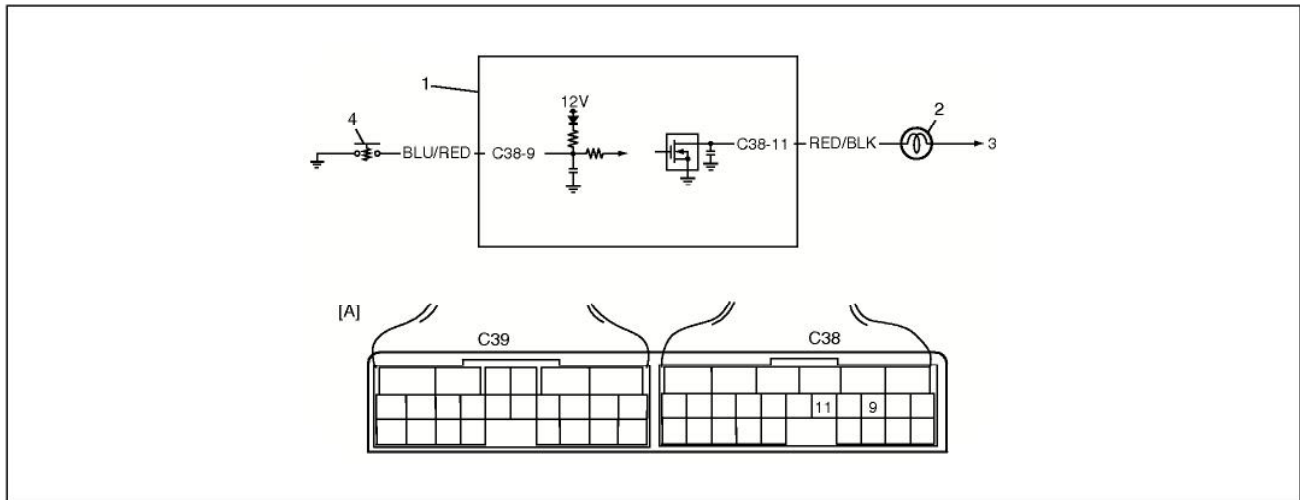 1
12V
4
2
BLU/RED
C38-9
C38-11
RED/BLK
3
[A]
C39
C38
11
9